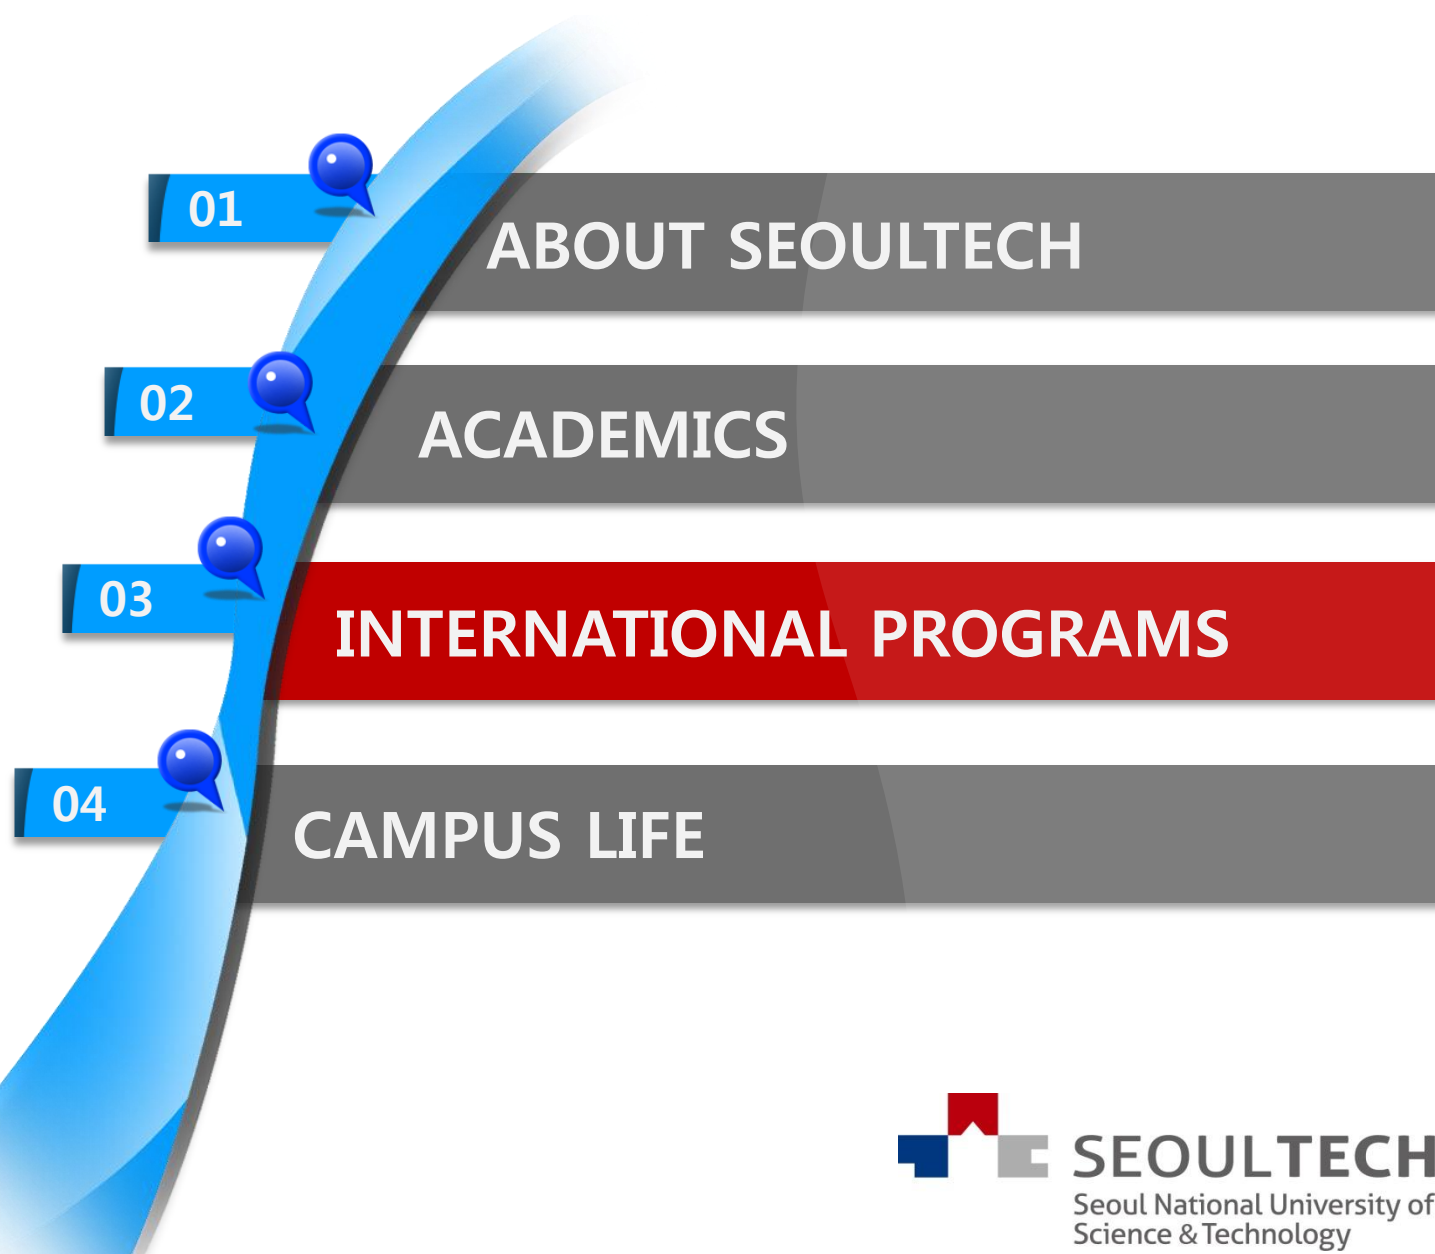 01
ABOUT SEOULTECH
02
ACADEMICS
03
INTERNATIONAL PROGRAMS
04
CAMPUS LIFE
SEOULTECH
Seoul National University of
Science & Technology